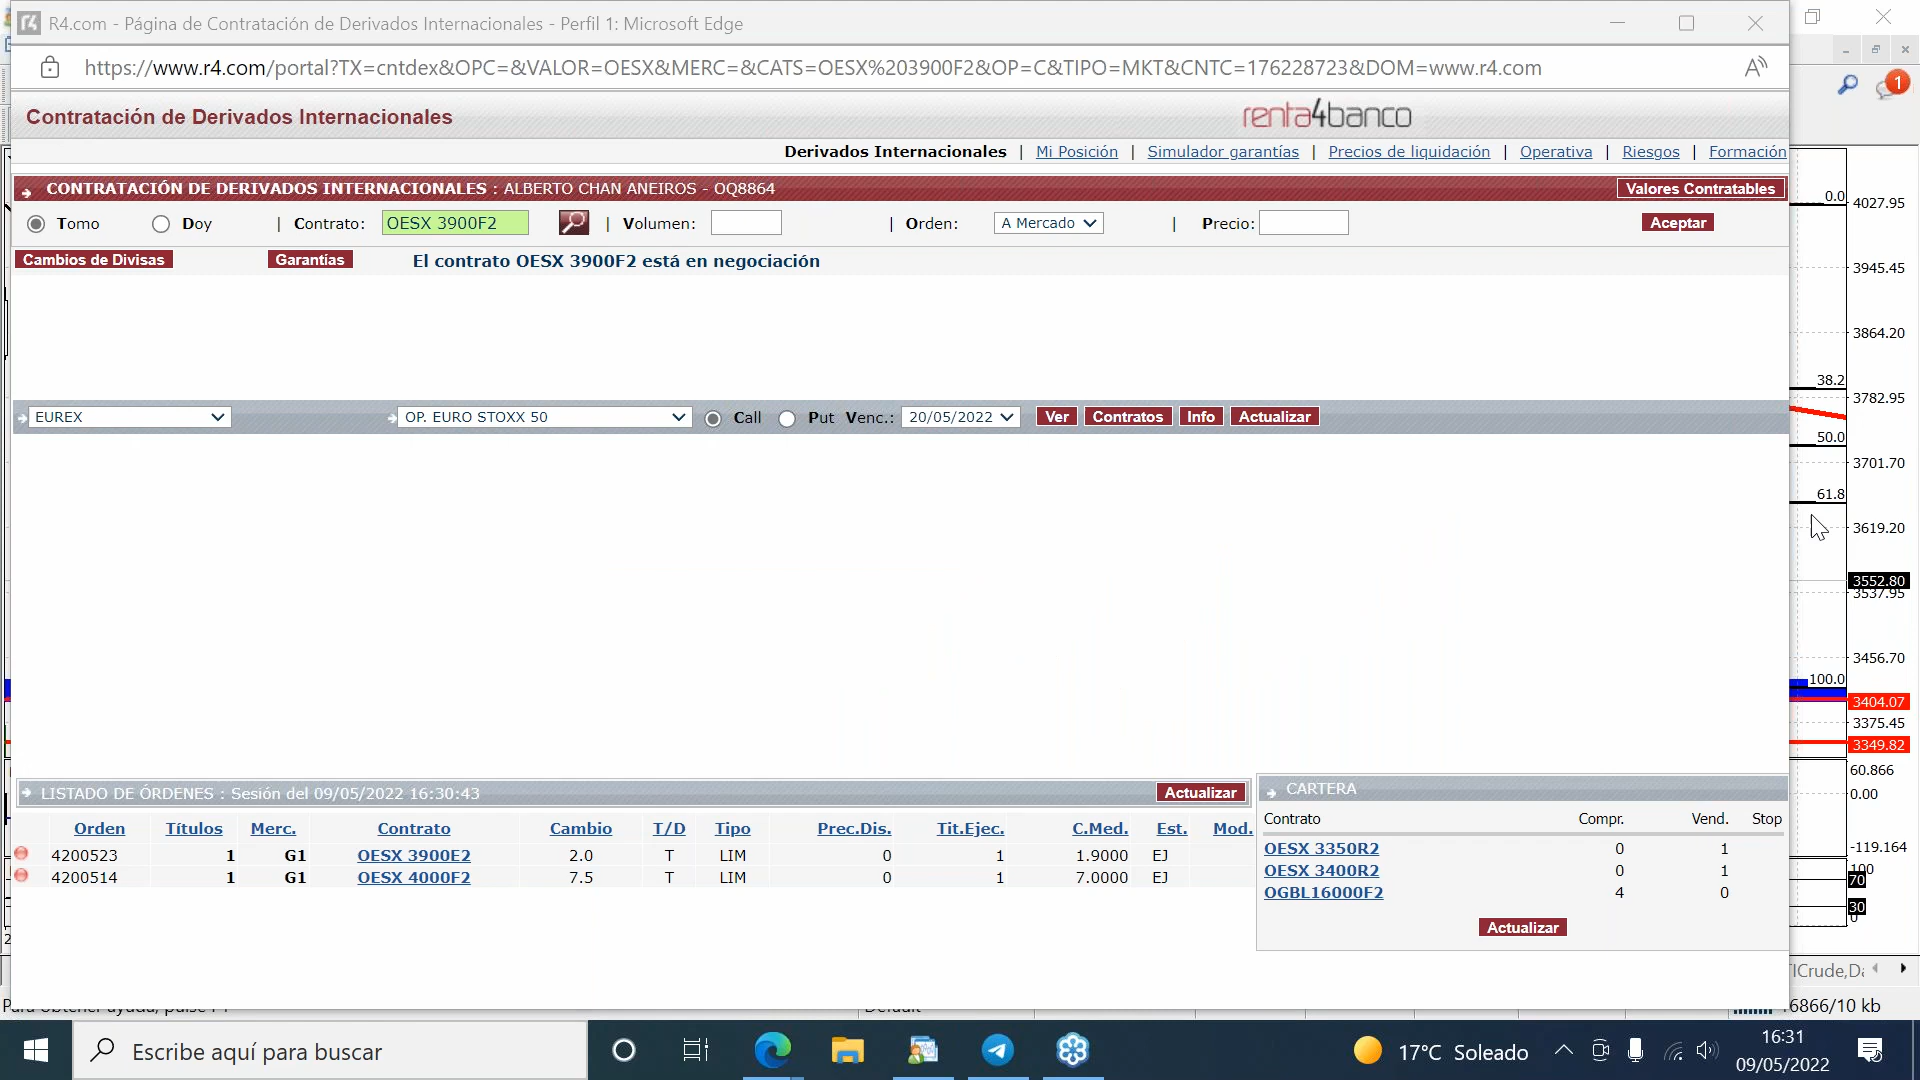 R4.com - Página de Contratación de Derivados Internacionales - Perfil 1: Microsoft Edge
https://www.r4.com/portal?TX=cntdex&OPC=&VALOR=OESX&MERC=&CATS=OESX%203900F2&OP=C&TIPO=MKT&CNTC=176228723&DOM=www.r4.com
1
Contratación de Derivados Internacionales
renta4banco
Derivados Internacionales | Mi Posición | Simulador garantías | Precios de liquidación | Operativa | Riesgos | Formación
CONTRATACIÓN DE DERIVADOS INTERNACIONALES : ALBERTO CHAN ANEIROS - OQ8864
Valores Contratables
Tomo Doy | Contrato: OESX 3900F2 | Volumen: | Orden: A Mercado | Precio: Aceptar
Cambios de Divisas Garantías El contrato OESX 3900F2 está en negociación
EUREX OP. EURO STOXX 50 Call Put Venc.: 20/05/2022 Ver Contratos Info Actualizar
0.0
4027.95
3945.45
3864.20
38.2
3782.95
50.0
3701.70
61.8
3619.20
3552.80
3537.95
3456.70
100.0
3404.07
3375.45
3349.82
60.866
0.00
-119.164
100
70
30
0
LISTADO DE ÓRDENES : Sesión del 09/05/2022 16:30:43 Actualizar
Orden Títulos Merc. Contrato Cambio T/D Tipo Prec.Dis. Tit.Ejec. C.Med. Est. Mod.
4200523 1 G1 OESX 3900E2 2.0 T LIM 0 1 1.9000 EJ
4200514 1 G1 OESX 4000F2 7.5 T LIM 0 1 7.0000 EJ
CARTERA
Contrato Compr. Vend. Stop
OESX 3350R2 0 1
OESX 3400R2 0 1
OGBL16000F2 4 0
Actualizar
ICrude,Da
6866/10 kb
Escribe aquí para buscar
17°C Soleado
16:31
09/05/2022